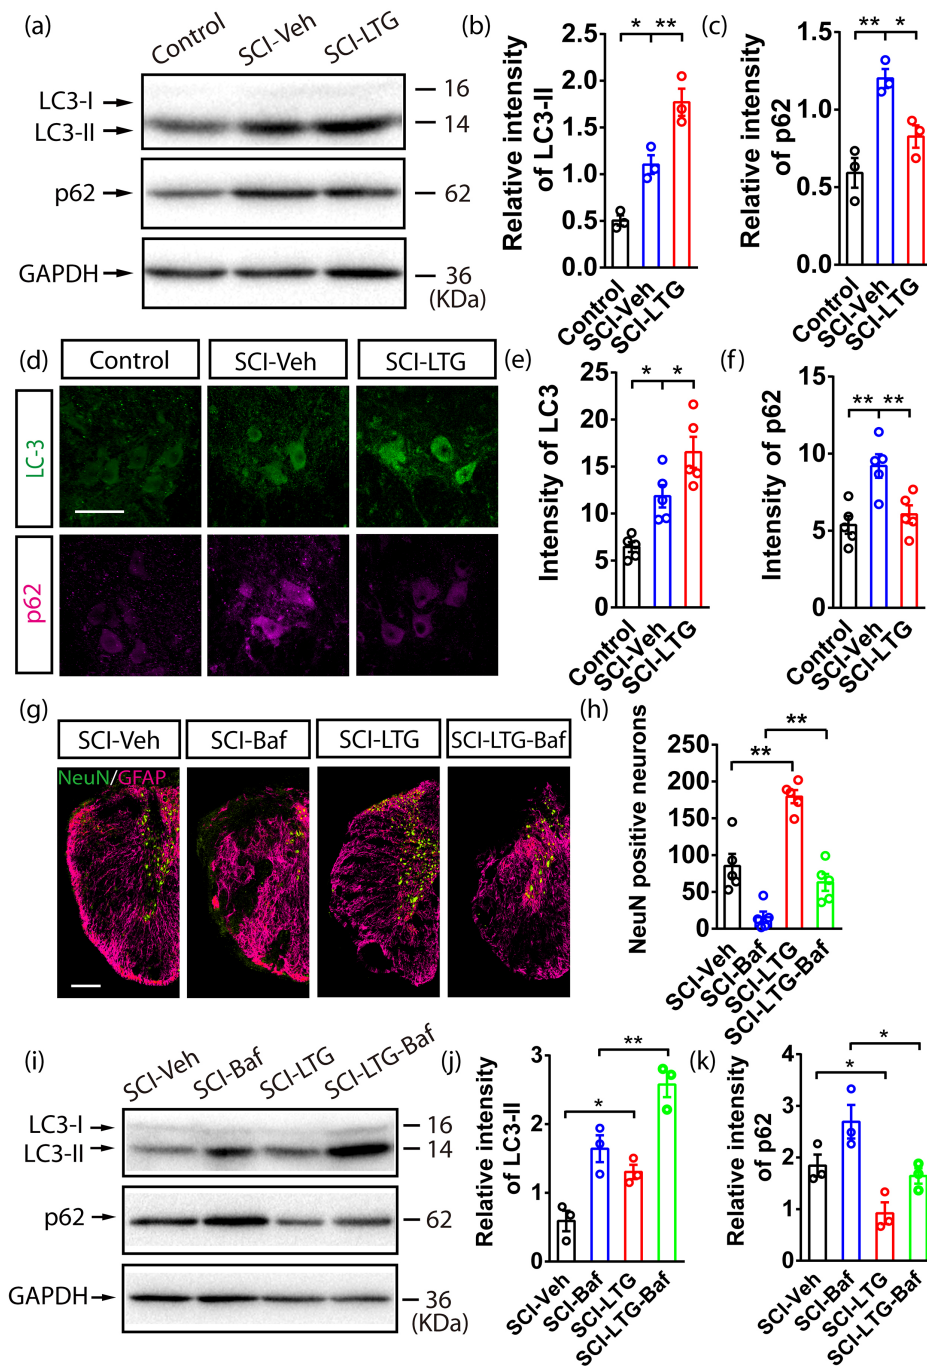 (a)
Control
SCI-Veh
SCI-LTG
LC3-I
16
LC3-II
14
p62
62
GAPDH
36
(KDa)
(b)
Relative intensity
of LC3-II
2.5
2.0
1.5
1.0
0.5
0.0
* **
Control
SCI-Veh
SCI-LTG
(c)
Relative intensity
of p62
1.5
1.0
0.5
0.0
** *
Control
SCI-Veh
SCI-LTG
(d)
Control
SCI-Veh
SCI-LTG
LC-3
p62
(e)
Intensity of LC3
25
20
15
10
5
0
* *
Control
SCI-Veh
SCI-LTG
(f)
Intensity of p62
15
10
5
0
** **
Control
SCI-Veh
SCI-LTG
(g)
SCI-Veh
SCI-Baf
SCI-LTG
SCI-LTG-Baf
NeuN/GFAP
(h)
NeuN positive neurons
250
200
150
100
50
0
**
**
SCI-Veh
SCI-Baf
SCI-LTG
SCI-LTG-Baf
(i)
SCI-Veh
SCI-Baf
SCI-LTG
SCI-LTG-Baf
LC3-I
16
LC3-II
14
p62
62
GAPDH
36
(KDa)
(j)
Relative intensity
of LC3-II
3
2
1
0
**
*
SCI-Veh
SCI-Baf
SCI-LTG
SCI-LTG-Baf
(k)
Relative intensity
of p62
4
3
2
1
0
*
*
SCI-Veh
SCI-Baf
SCI-LTG
SCI-LTG-Baf